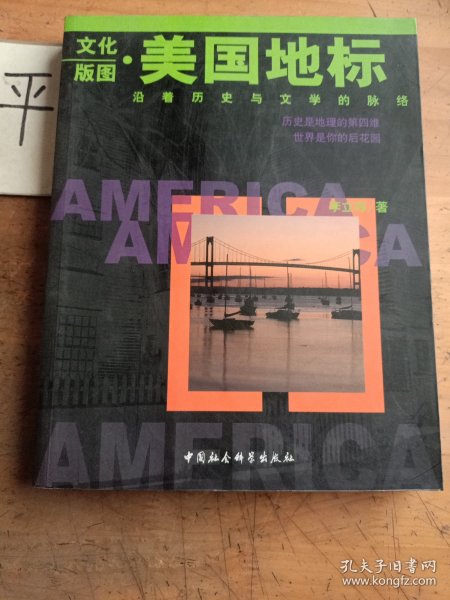 平
文化
版图·美国地标
沿着历史与文学的脉络
历史是地理的第四维
世界是你的后花园
AMERICA
李立 著
AMERICA
AMERICA
中国社会科学出版社
孔夫子旧书网
www.kongfz.com